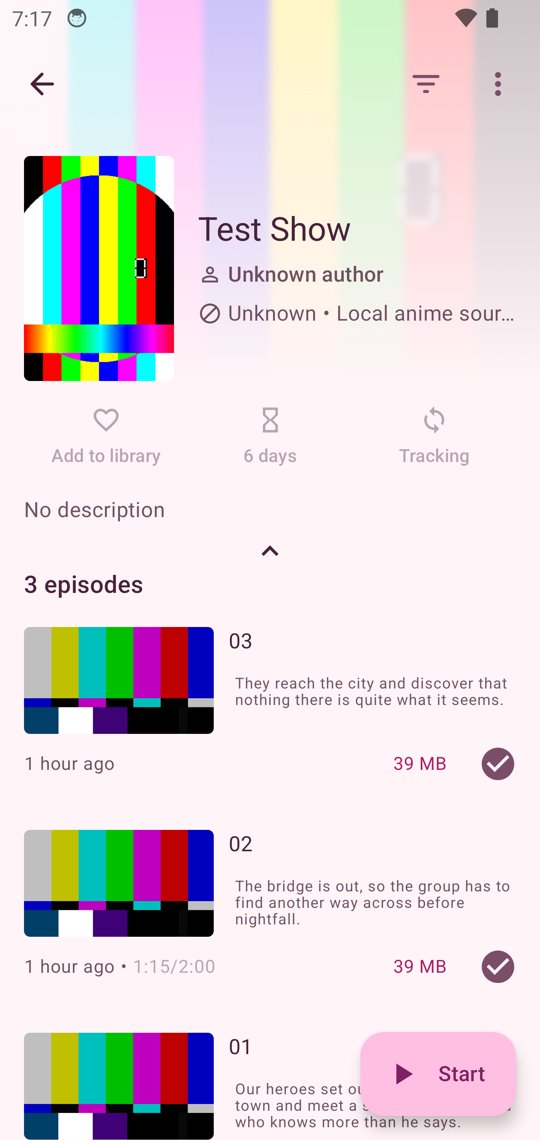 7:17
Test Show
Unknown author
Unknown • Local anime sour…
Add to library
6 days
Tracking
No description
3 episodes
03
They reach the city and discover that
nothing there is quite what it seems.
1 hour ago
39 MB
02
The bridge is out, so the group has to
find another way across before
nightfall.
1 hour ago • 1:15/2:00
39 MB
01
Our heroes set
town and meet a
who knows more than he says.
Start